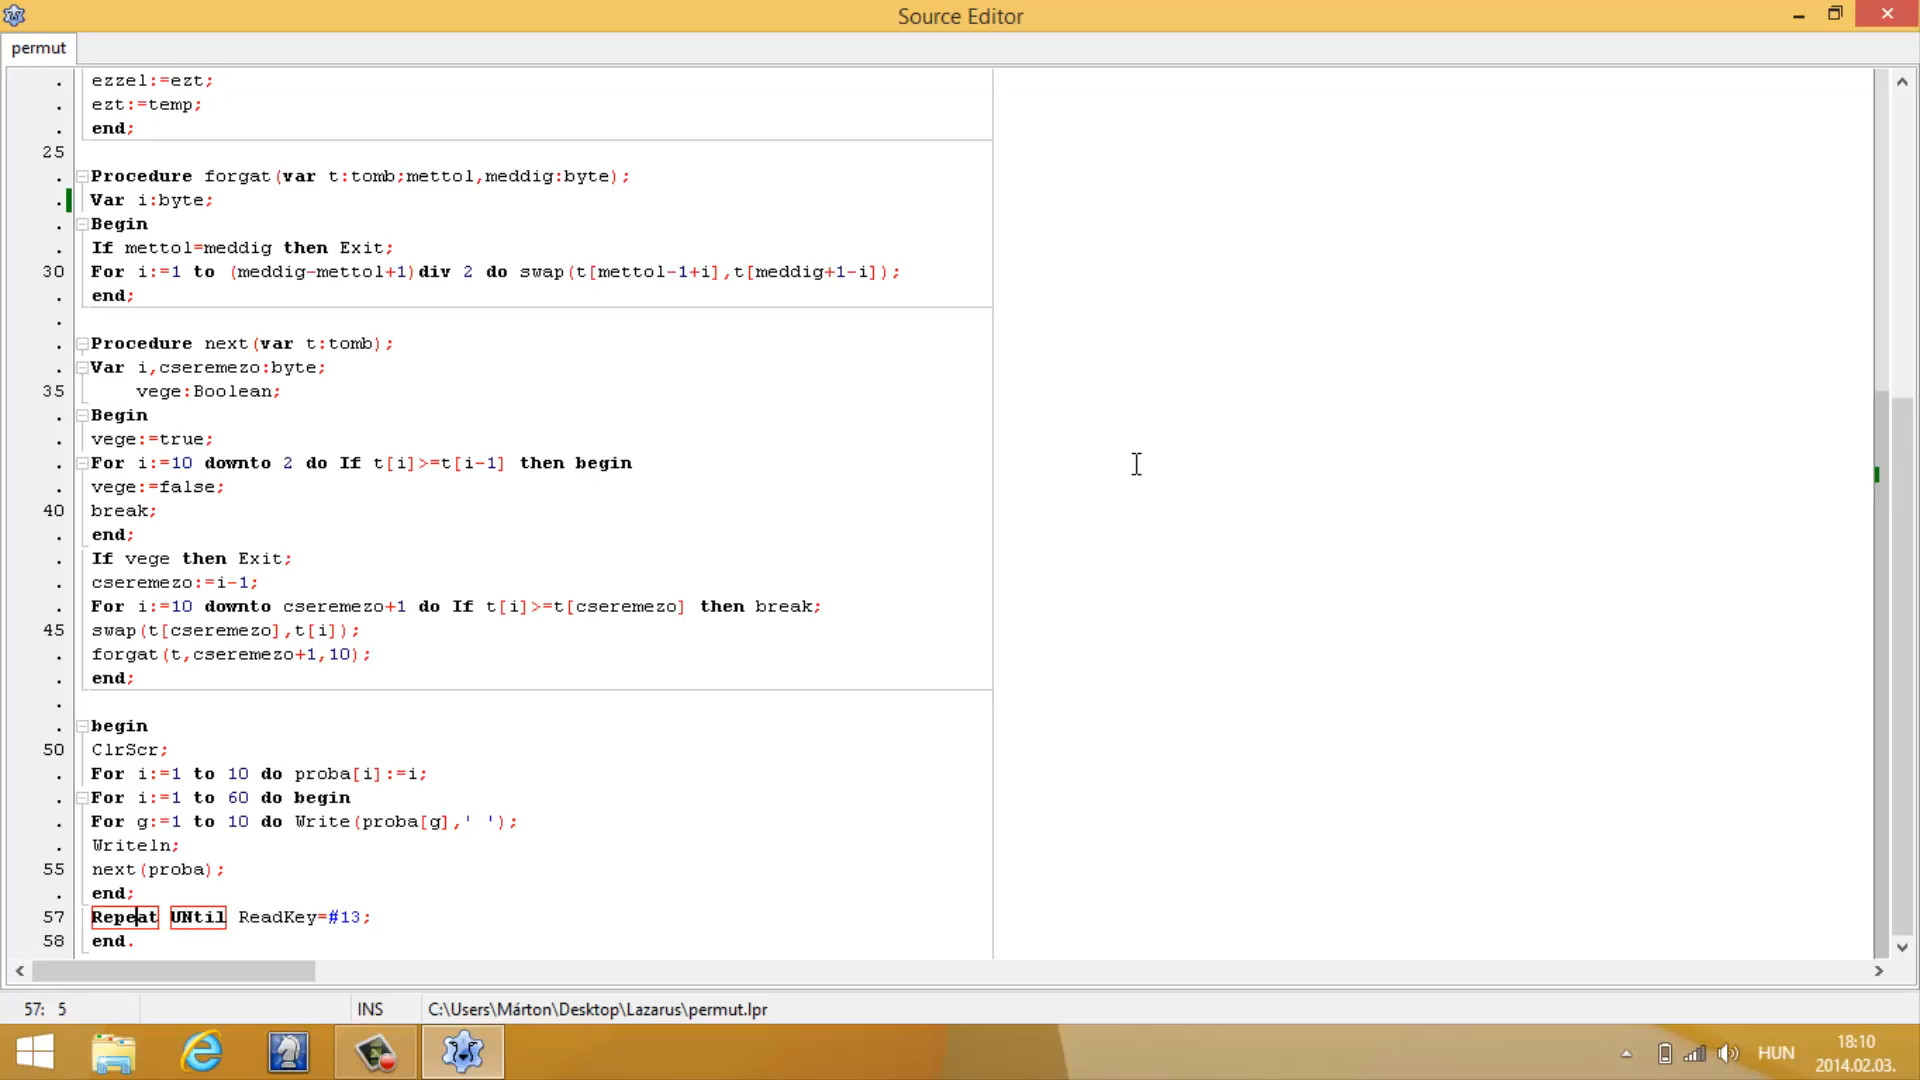 Source Editor
permut
. ezzel:=ezt;
. ezt:=temp;
. end;
25
. Procedure forgat(var t:tomb;mettol,meddig:byte);
. Var i:byte;
. Begin
. If mettol=meddig then Exit;
30 For i:=1 to (meddig-mettol+1)div 2 do swap(t[mettol-1+i],t[meddig+1-i]);
. end;
.
. Procedure next(var t:tomb);
. Var i,cseremezo:byte;
35 vege:Boolean;
. Begin
. vege:=true;
. For i:=10 downto 2 do If t[i]>=t[i-1] then begin
. vege:=false;
40 break;
. end;
. If vege then Exit;
. cseremezo:=i-1;
. For i:=10 downto cseremezo+1 do If t[i]>=t[cseremezo] then break;
45 swap(t[cseremezo],t[i]);
. forgat(t,cseremezo+1,10);
. end;
.
. begin
50 ClrScr;
. For i:=1 to 10 do proba[i]:=i;
. For i:=1 to 60 do begin
. For g:=1 to 10 do Write(proba[g],' ');
. Writeln;
55 next(proba);
. end;
57 Repeat UNtil ReadKey=#13;
58 end.
57: 5 INS C:\Users\Márton\Desktop\Lazarus\permut.lpr
HUN 18:10
2014.02.03.